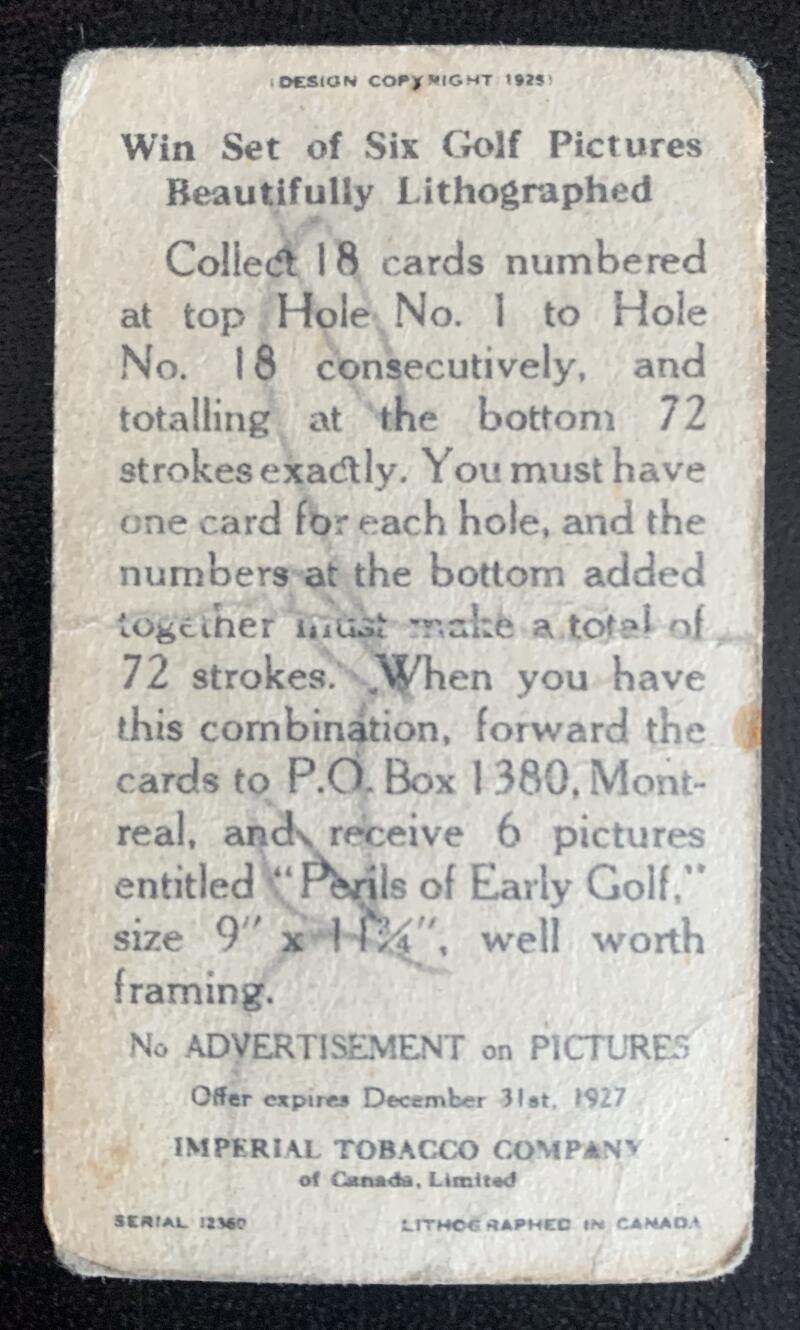 (DESIGN COPYRIGHT 1925)
Win Set of Six Golf Pictures
Beautifully Lithographed
Collect 18 cards numbered
at top Hole No. 1 to Hole
No. 18 consecutively, and
totalling at the bottom 72
strokes exactly. You must have
one card for each hole, and the
numbers at the bottom added
together must make a total of
72 strokes. When you have
this combination, forward the
cards to P.O. Box 1380, Mont-
real, and receive 6 pictures
entitled “Perils of Early Golf,”
size 9″ x 11¾″, well worth
framing.
No ADVERTISEMENT on PICTURES
Offer expires December 31st, 1927
IMPERIAL TOBACCO COMPANY
of Canada, Limited
SERIAL 12360
LITHOGRAPHED IN CANADA